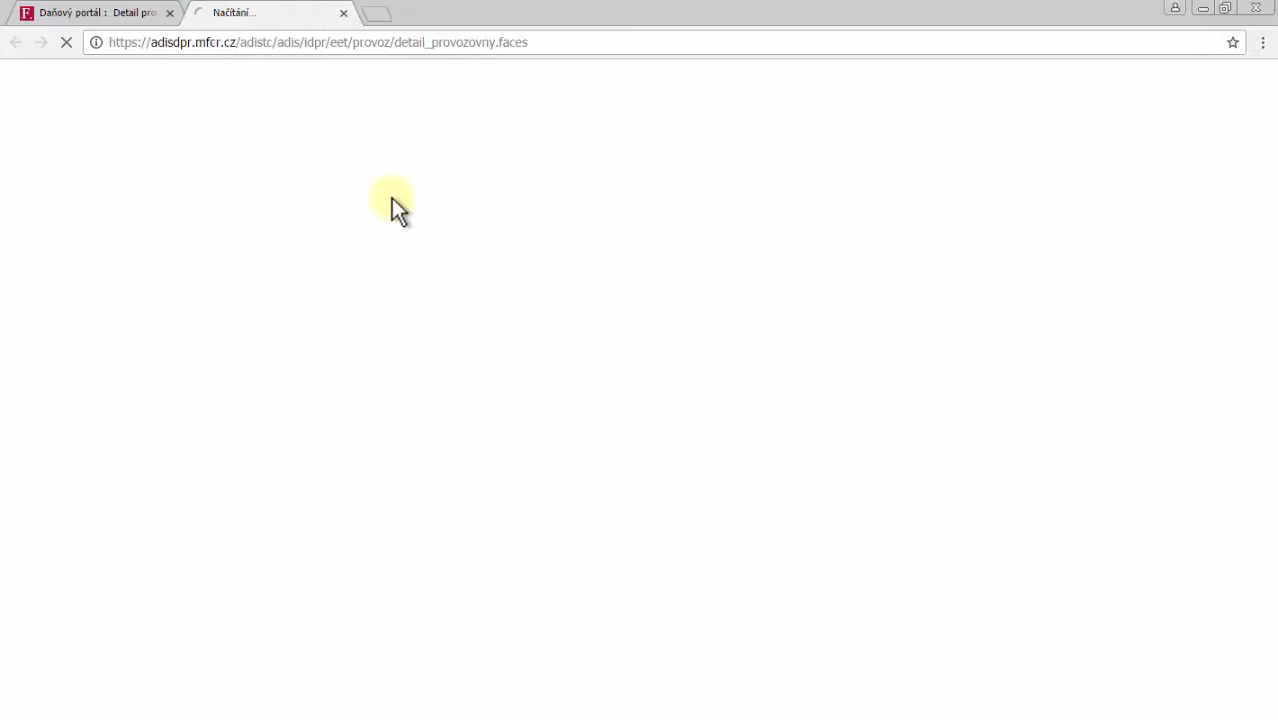 Daňový portál : Detail pro
Načítání...
https://adisdpr.mfcr.cz/adistc/adis/idpr/eet/provoz/detail_provozovny.faces